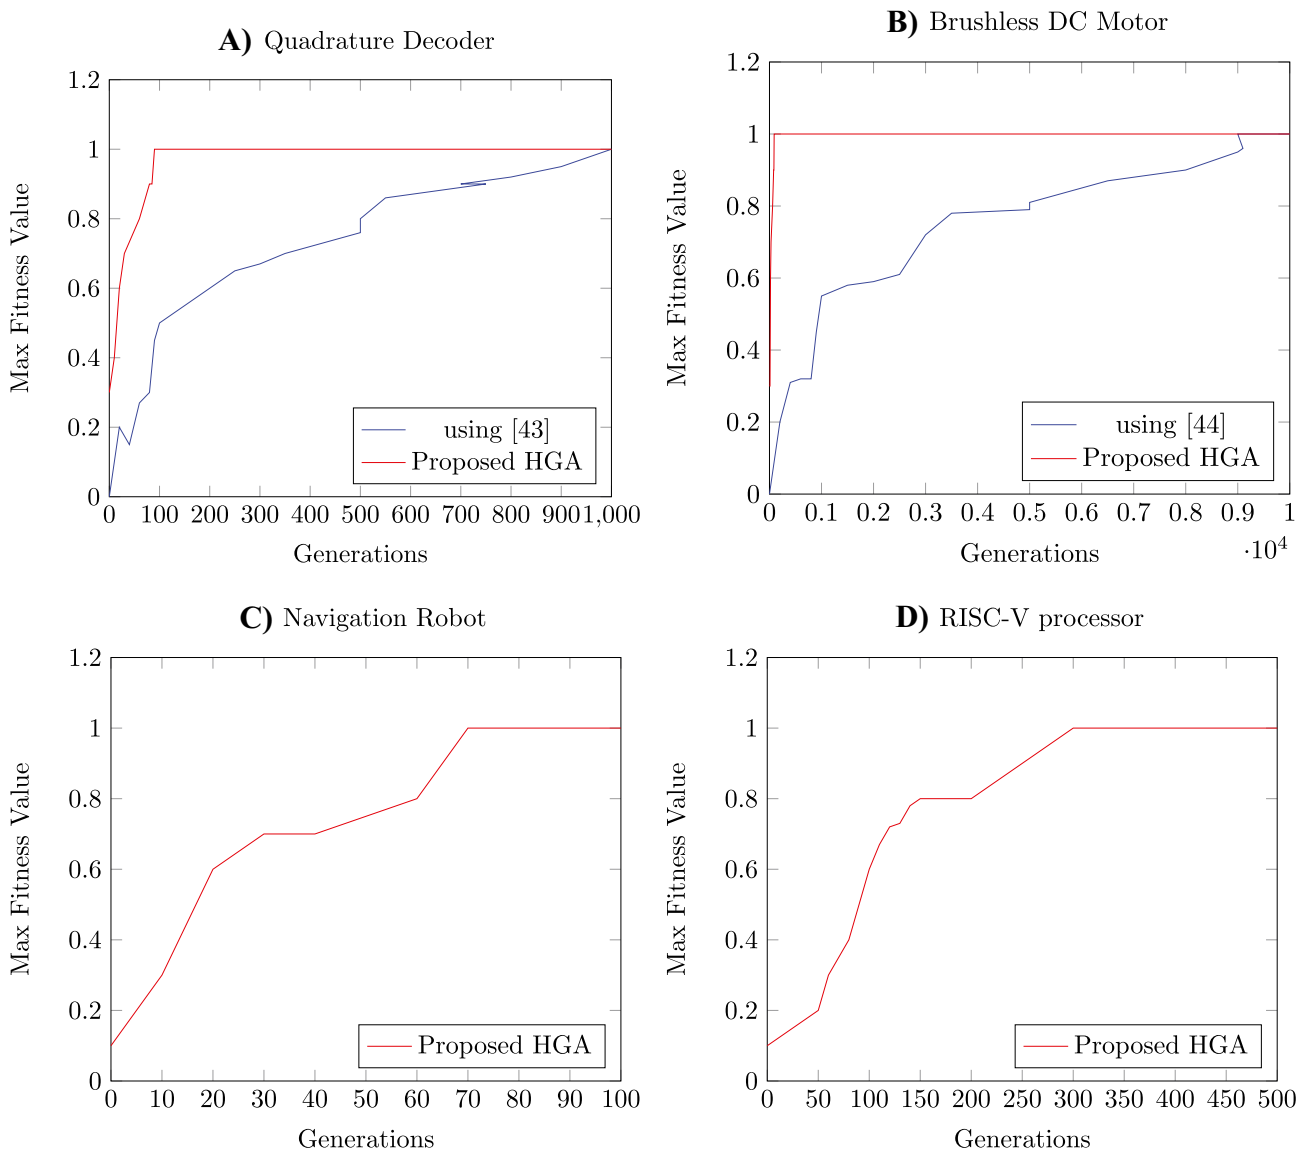 A) Quadrature Decoder
1.2
1
0.8
0.6
0.4
0.2
0
Max Fitness Value
using [43]
Proposed HGA
0 100 200 300 400 500 600 700 800 900 1,000
Generations
B) Brushless DC Motor
1.2
1
0.8
0.6
0.4
0.2
0
Max Fitness Value
using [44]
Proposed HGA
0 0.1 0.2 0.3 0.4 0.5 0.6 0.7 0.8 0.9 1
·10⁴
Generations
C) Navigation Robot
1.2
1
0.8
0.6
0.4
0.2
0
Max Fitness Value
Proposed HGA
0 10 20 30 40 50 60 70 80 90 100
Generations
D) RISC-V processor
1.2
1
0.8
0.6
0.4
0.2
0
Max Fitness Value
Proposed HGA
0 50 100 150 200 250 300 350 400 450 500
Generations